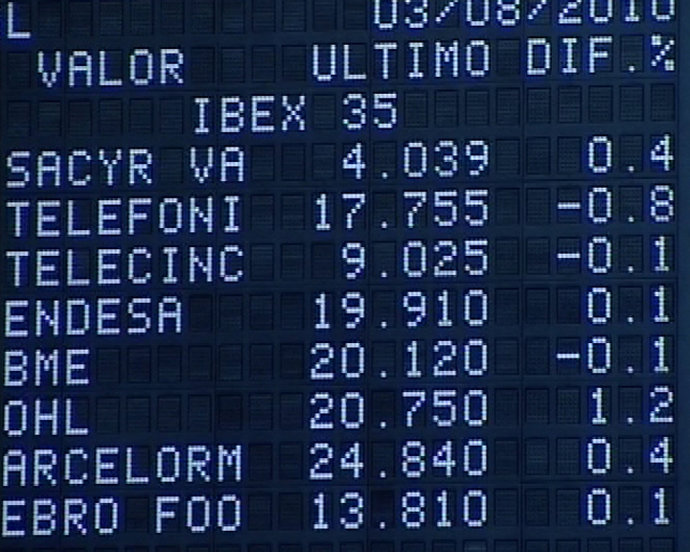 L 03/08/2010
VALOR ULTIMO DIF.%
IBEX 35
SACYR VA 4.039 0.4
TELEFONI 17.755 -0.8
TELECINC 9.025 -0.1
ENDESA 19.910 0.1
BME 20.120 -0.1
OHL 20.750 1.2
ARCELORM 24.840 0.4
EBRO FOO 13.810 0.1